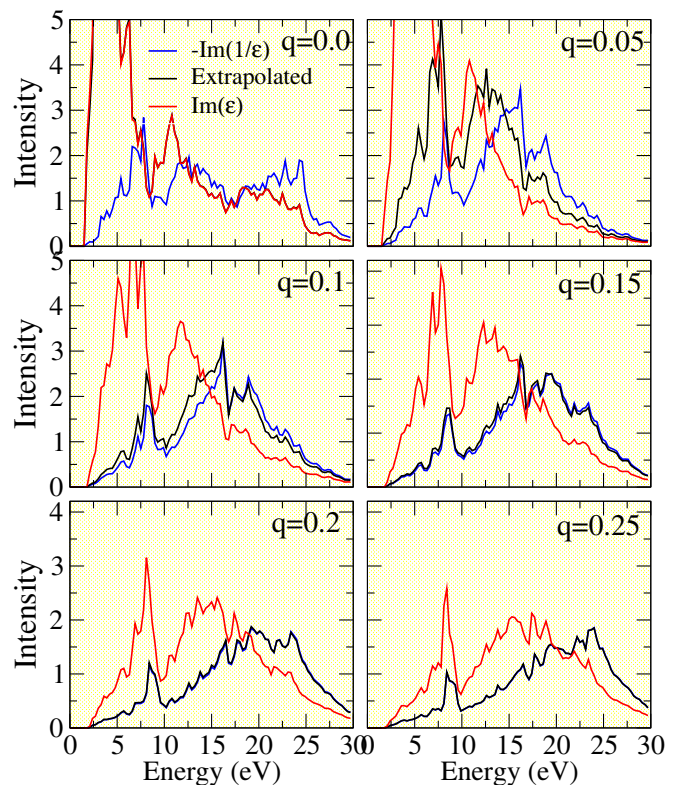 5
4
3
2
1
0
Intensity
-Im(1/ε)
Extrapolated
Im(ε)
q=0.0
q=0.05
5
4
3
2
1
0
Intensity
q=0.1
q=0.15
4
3
2
1
0
Intensity
q=0.2
q=0.25
0 5 10 15 20 25 30
0 5 10 15 20 25 30
Energy (eV)
Energy (eV)